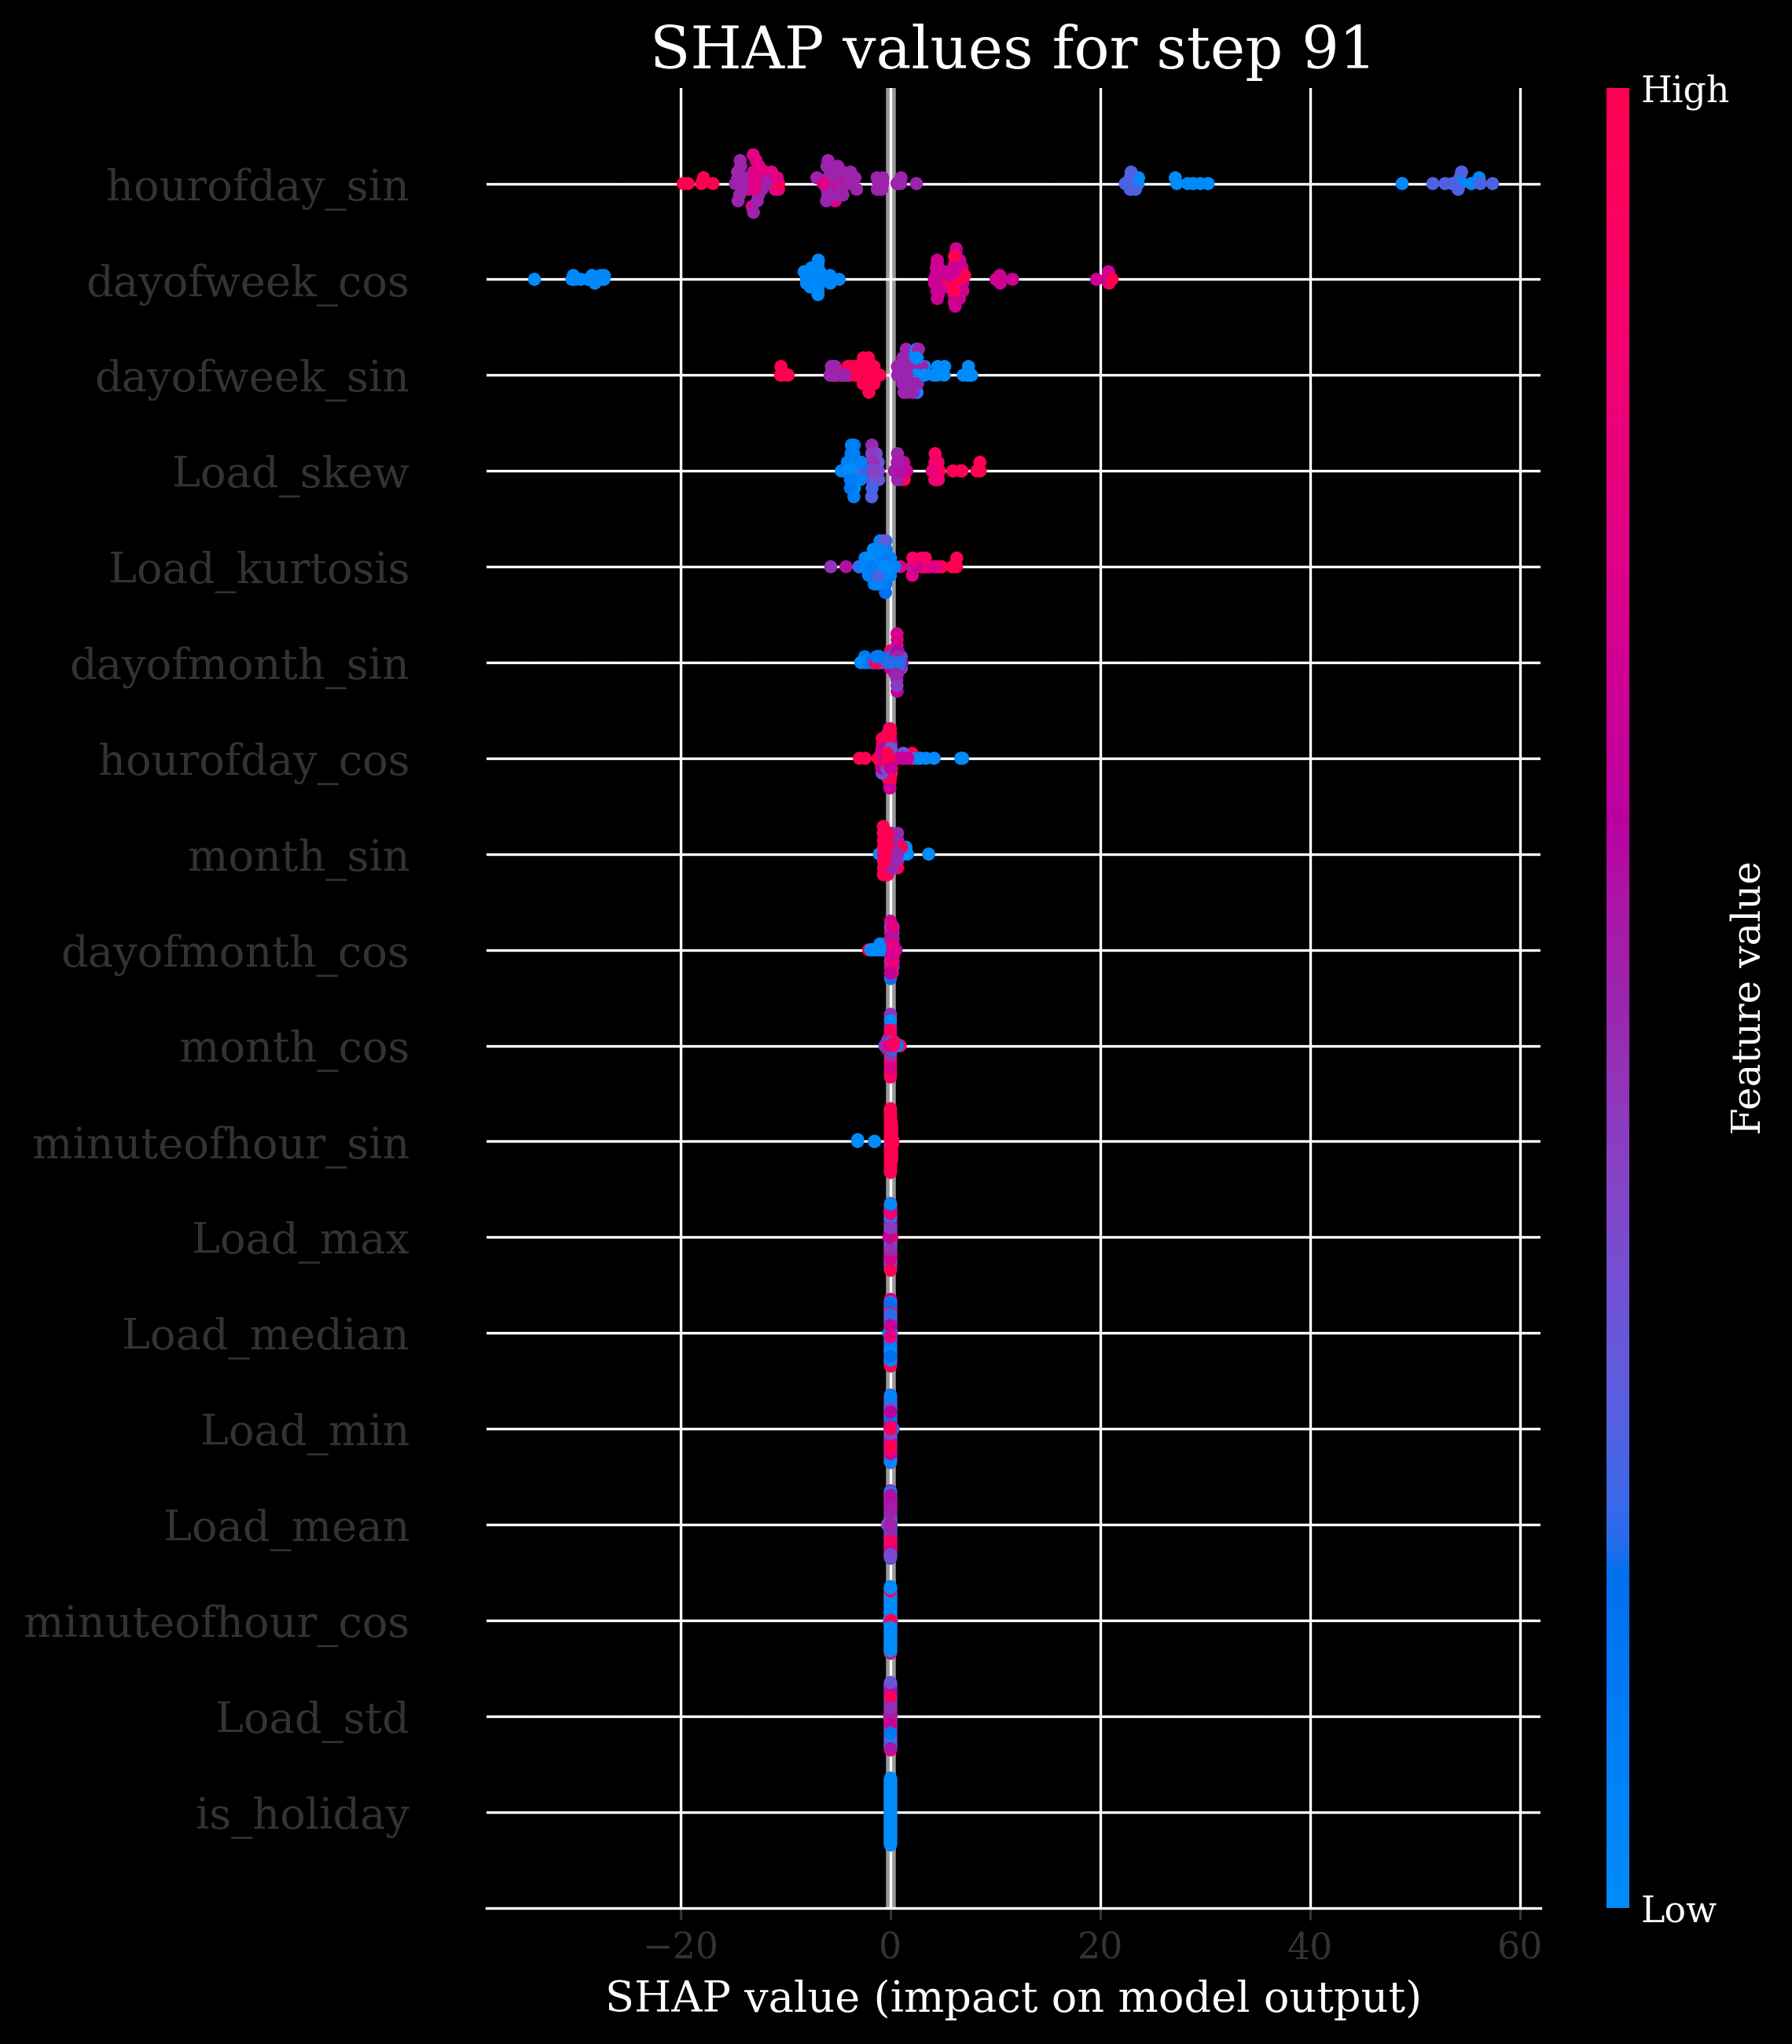 SHAP values for step 91
High
hourofday_sin
dayofweek_cos
dayofweek_sin
Load_skew
Load_kurtosis
dayofmonth_sin
hourofday_cos
month_sin
dayofmonth_cos
month_cos
minuteofhour_sin
Load_max
Load_median
Load_min
Load_mean
minuteofhour_cos
Load_std
is_holiday
Feature value
Low
−20 0 20 40 60
SHAP value (impact on model output)